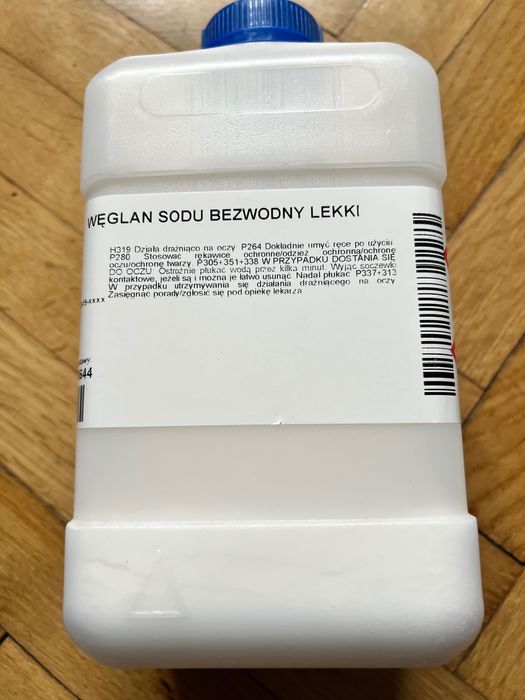 WĘGLAN SODU BEZWODNY LEKKI
H319 Działa drażniąco na oczy P264 Dokładnie umyć ręce po użyciu
P280 Stosować rękawice ochronne/odzież ochronną/ochronę
oczu/ochronę twarzy. P305+351+338 W PRZYPADKU DOSTANIA SIĘ
DO OCZU: Ostrożnie płukać wodą przez kilka minut. Wyjąć soczewki
kontaktowe, jeżeli są i można je łatwo usunąć. Nadal płukać P337+313
W przypadku utrzymywania się działania drażniącego na oczy:
Zasięgnąć porady/zgłosić się pod opiekę lekarza
644